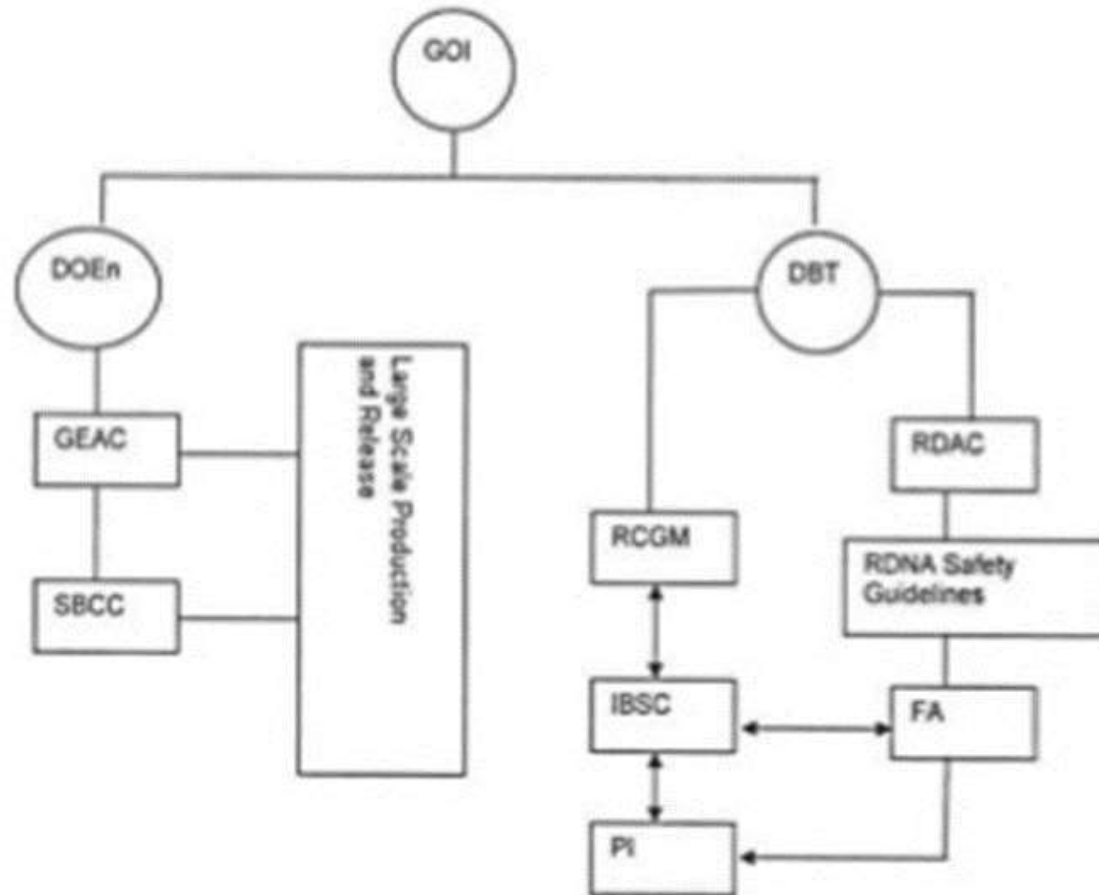 GOI
DOEn
DBT
Large Scale Production
and Release
GEAC
RDAC
RCGM
RDNA Safety
Guidelines
SBCC
IBSC
FA
PI